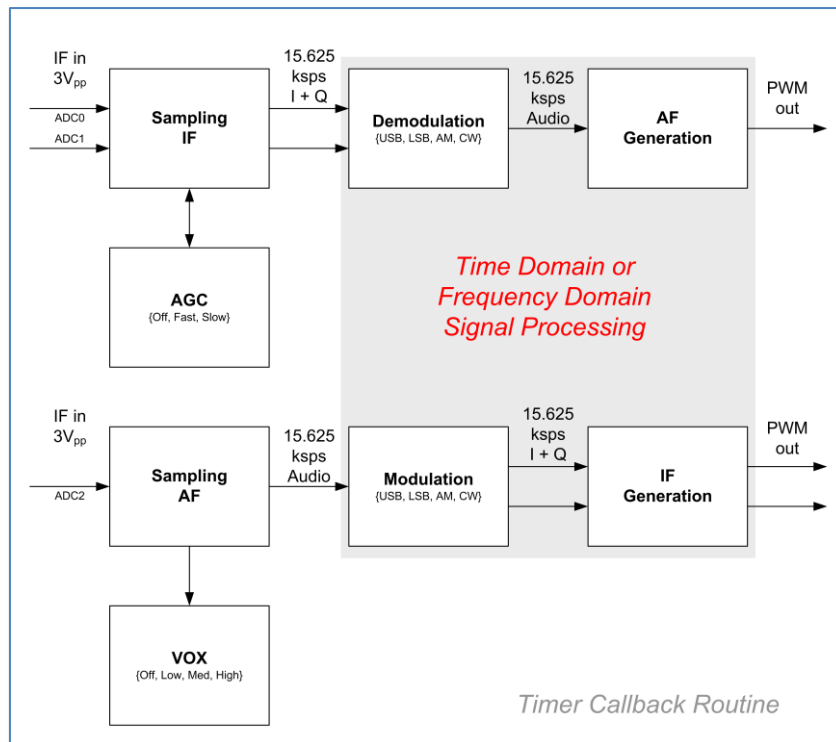 IF in
3Vpp
ADC0
ADC1
Sampling
IF
15.625
ksps
I + Q
Demodulation
{USB, LSB, AM, CW}
15.625
ksps
Audio
AF
Generation
PWM
out
AGC
{Off, Fast, Slow}
Time Domain or
Frequency Domain
Signal Processing
IF in
3Vpp
ADC2
Sampling
AF
15.625
ksps
Audio
Modulation
{USB, LSB, AM, CW}
15.625
ksps
I + Q
IF
Generation
PWM
out
VOX
{Off, Low, Med, High}
Timer Callback Routine